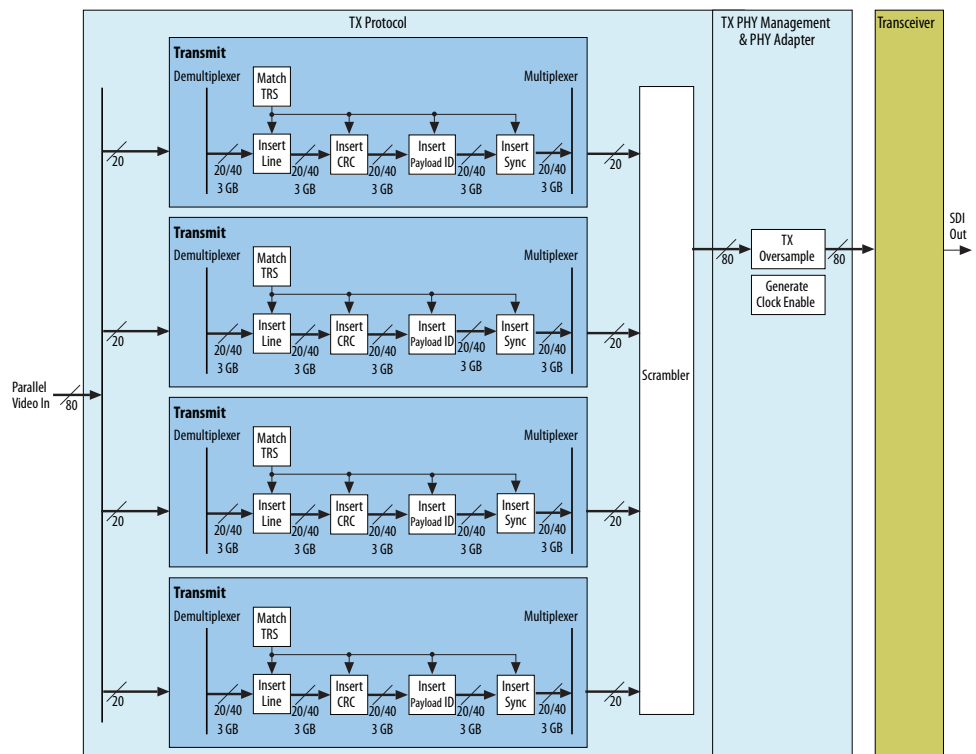 TX Protocol
TX PHY Management
& PHY Adapter
Transceiver
Transmit
Demultiplexer
Match
TRS
Multiplexer
20
Insert
Line
Insert
CRC
Insert
Payload ID
Insert
Sync
20/40
3 GB
20/40
3 GB
20/40
3 GB
20/40
3 GB
20/40
3 GB
20
Transmit
Demultiplexer
Match
TRS
Multiplexer
20
Insert
Line
Insert
CRC
Insert
Payload ID
Insert
Sync
20/40
3 GB
20/40
3 GB
20/40
3 GB
20/40
3 GB
20/40
3 GB
20
Parallel
Video In
80
Transmit
Demultiplexer
Match
TRS
Multiplexer
20
Insert
Line
Insert
CRC
Insert
Payload ID
Insert
Sync
20/40
3 GB
20/40
3 GB
20/40
3 GB
20/40
3 GB
20/40
3 GB
20
Transmit
Demultiplexer
Match
TRS
Multiplexer
20
Insert
Line
Insert
CRC
Insert
Payload ID
Insert
Sync
20/40
3 GB
20/40
3 GB
20/40
3 GB
20/40
3 GB
20/40
3 GB
20
Scrambler
80
TX
Oversample
80
Generate
Clock Enable
SDI
Out